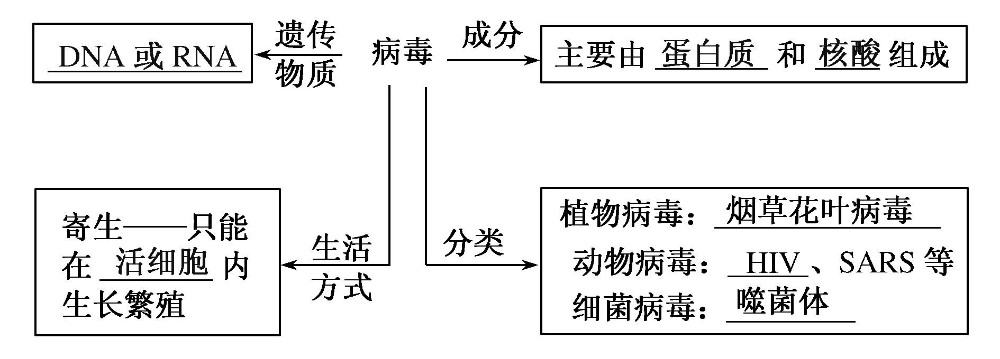 DNA 或 RNA
遗传
物质
病毒
成分
主要由 蛋白质 和 核酸 组成
寄生——只能
在 活细胞 内
生长繁殖
生活
方式
分类
植物病毒：烟草花叶病毒
动物病毒：HIV、SARS 等
细菌病毒：噬菌体